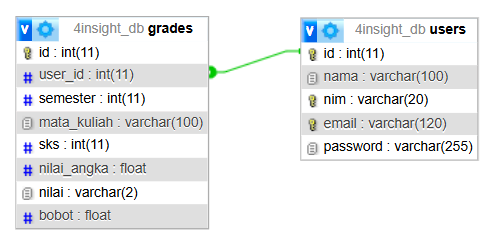 4insight_db grades
id : int(11)
user_id : int(11)
semester : int(11)
mata_kuliah : varchar(100)
sks : int(11)
nilai_angka : float
nilai : varchar(2)
bobot : float
4insight_db users
id : int(11)
nama : varchar(100)
nim : varchar(20)
email : varchar(120)
password : varchar(255)